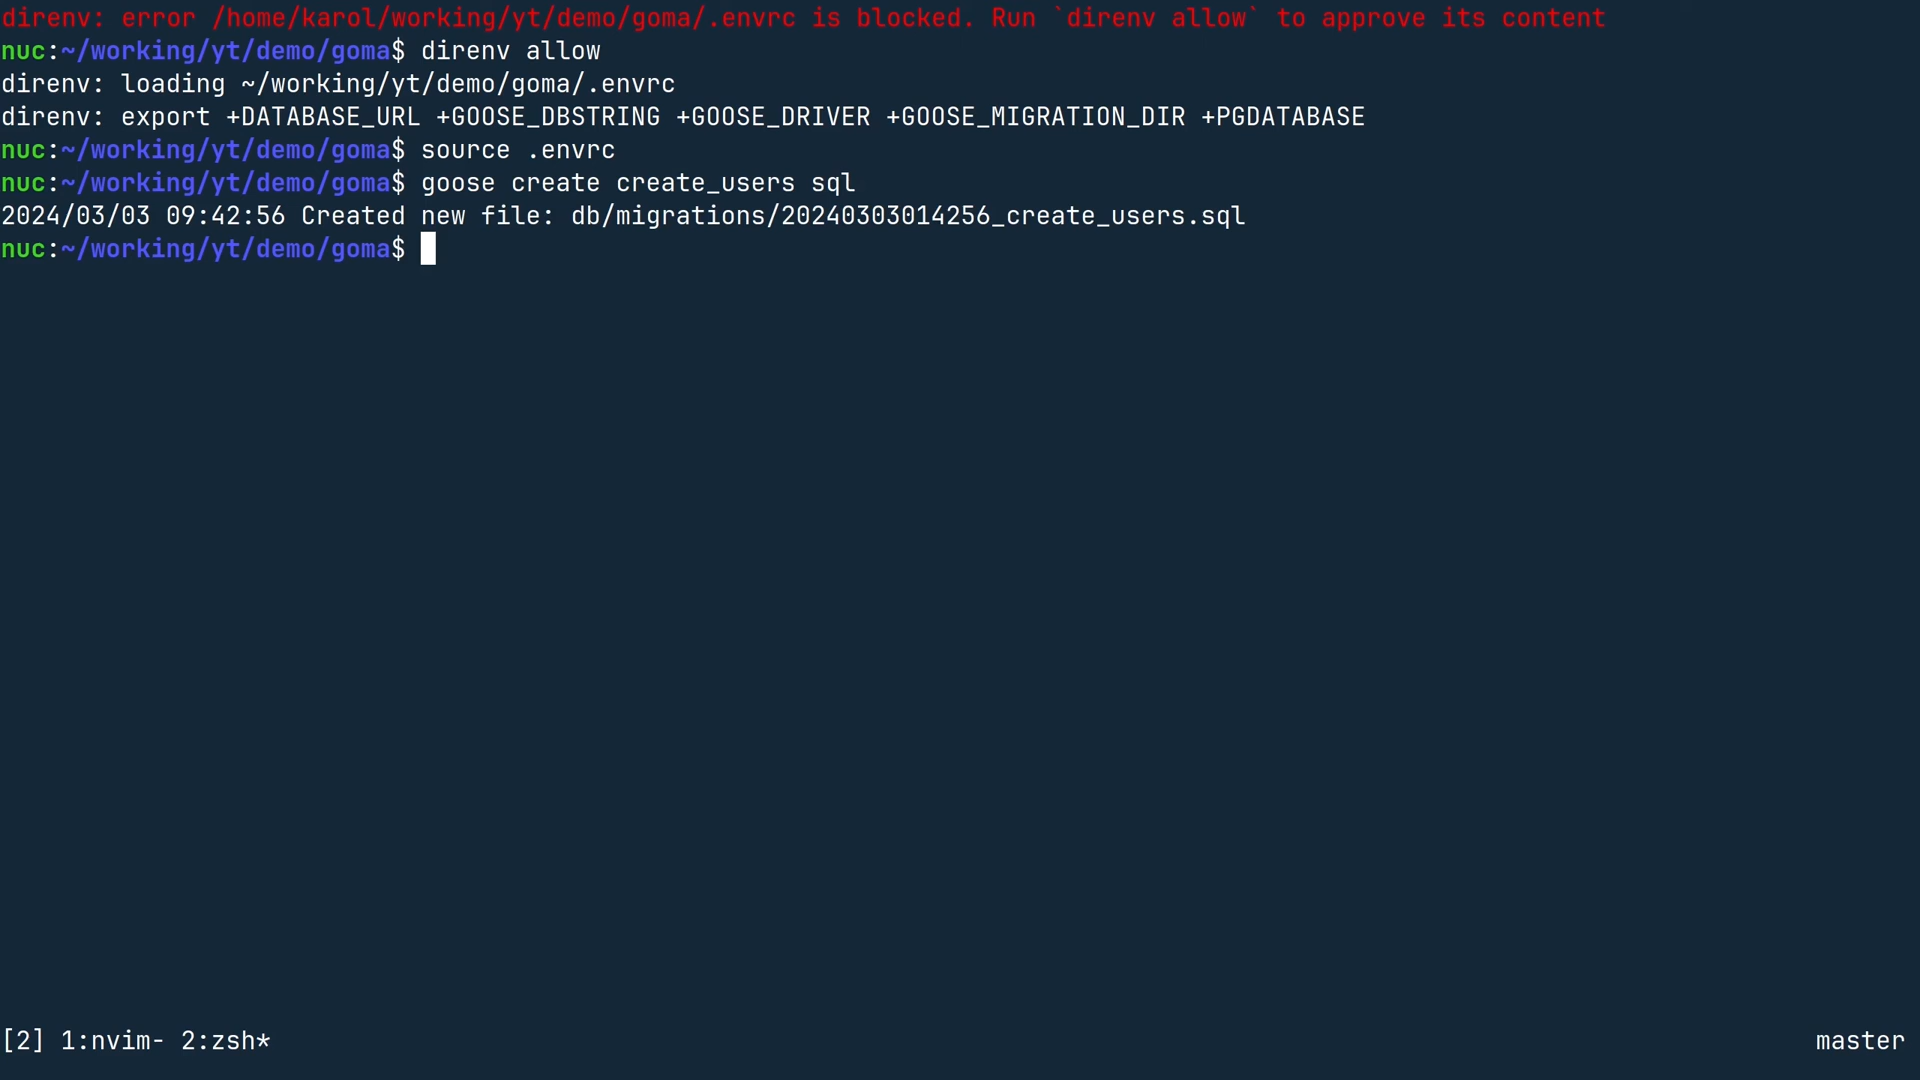 direnv: error /home/karol/working/yt/demo/goma/.envrc is blocked. Run `direnv allow` to approve its content
nuc:~/working/yt/demo/goma$ direnv allow
direnv: loading ~/working/yt/demo/goma/.envrc
direnv: export +DATABASE_URL +GOOSE_DBSTRING +GOOSE_DRIVER +GOOSE_MIGRATION_DIR +PGDATABASE
nuc:~/working/yt/demo/goma$ source .envrc
nuc:~/working/yt/demo/goma$ goose create create_users sql
2024/03/03 09:42:56 Created new file: db/migrations/20240303014256_create_users.sql
nuc:~/working/yt/demo/goma$
[2] 1:nvim- 2:zsh* master